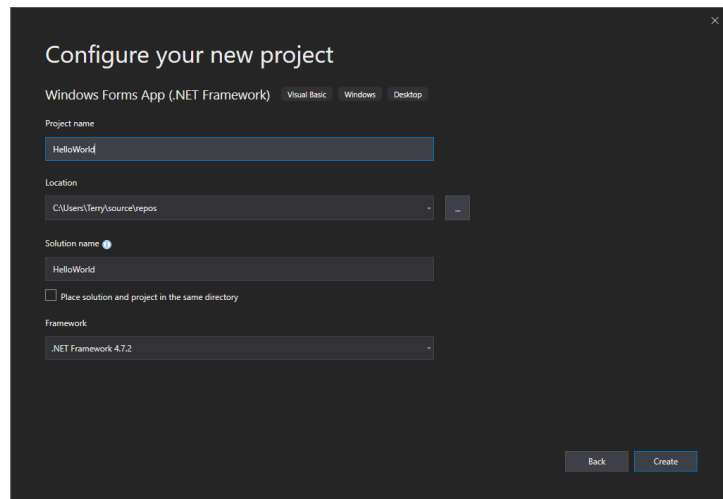 Configure your new project
Windows Forms App (.NET Framework) Visual Basic Windows Desktop
Project name
HelloWorld
Location
C:\Users\Terry\source\repos
...
Solution name
HelloWorld
Place solution and project in the same directory
Framework
.NET Framework 4.7.2
Back Create